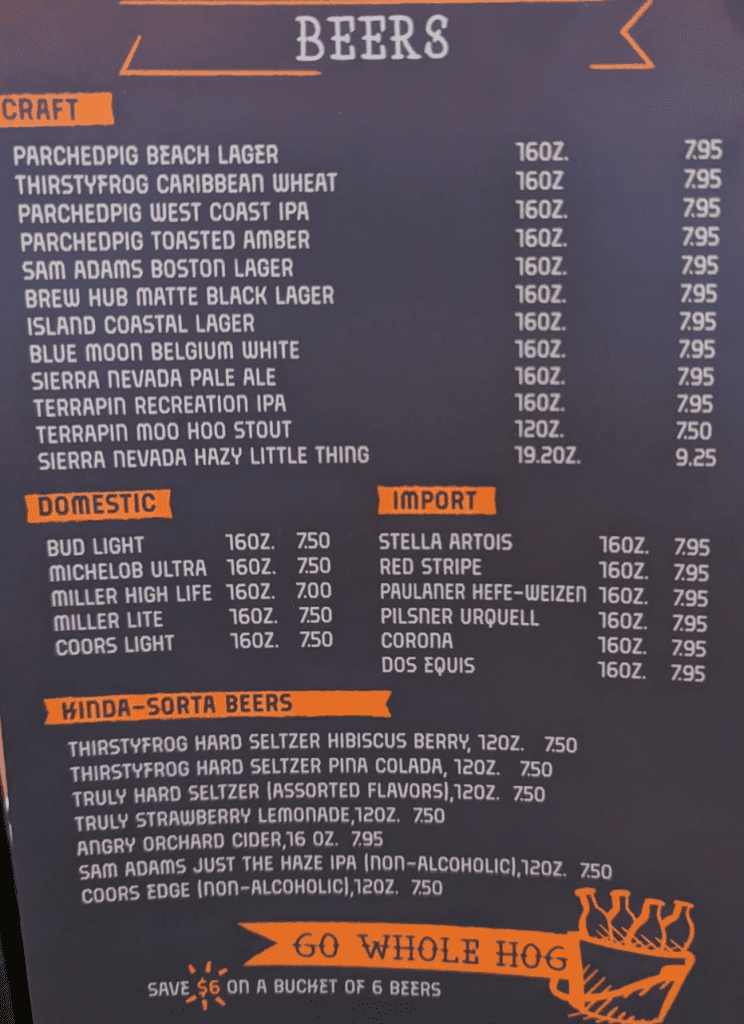 BEERS
CRAFT
PARCHEDPIG BEACH LAGER 16OZ. 7.95
THIRSTYFROG CARIBBEAN WHEAT 16OZ 7.95
PARCHEDPIG WEST COAST IPA 16OZ. 7.95
PARCHEDPIG TOASTED AMBER 16OZ. 7.95
SAM ADAMS BOSTON LAGER 16OZ. 7.95
BREW HUB MATTE BLACK LAGER 16OZ. 7.95
ISLAND COASTAL LAGER 16OZ. 7.95
BLUE MOON BELGIUM WHITE 16OZ. 7.95
SIERRA NEVADA PALE ALE 16OZ. 7.95
TERRAPIN RECREATION IPA 16OZ. 7.95
TERRAPIN MOO HOO STOUT 12OZ. 7.50
SIERRA NEVADA HAZY LITTLE THING 19.2OZ. 9.25
DOMESTIC
BUD LIGHT 16OZ. 7.50
MICHELOB ULTRA 16OZ. 7.50
MILLER HIGH LIFE 16OZ. 7.00
MILLER LITE 16OZ. 7.50
COORS LIGHT 16OZ. 7.50
IMPORT
STELLA ARTOIS 16OZ. 7.95
RED STRIPE 16OZ. 7.95
PAULANER HEFE-WEIZEN 16OZ. 7.95
PILSNER URQUELL 16OZ. 7.95
CORONA 16OZ. 7.95
DOS EQUIS 16OZ. 7.95
KINDA-SORTA BEERS
THIRSTYFROG HARD SELTZER HIBISCUS BERRY, 12OZ. 7.50
THIRSTYFROG HARD SELTZER PINA COLADA, 12OZ. 7.50
TRULY HARD SELTZER (ASSORTED FLAVORS),12OZ. 7.50
TRULY STRAWBERRY LEMONADE,12OZ. 7.50
ANGRY ORCHARD CIDER,16 OZ. 7.95
SAM ADAMS JUST THE HAZE IPA (NON-ALCOHOLIC),12OZ. 7.50
COORS EDGE (NON-ALCOHOLIC),12OZ. 7.50
GO WHOLE HOG
SAVE $6 ON A BUCKET OF 6 BEERS